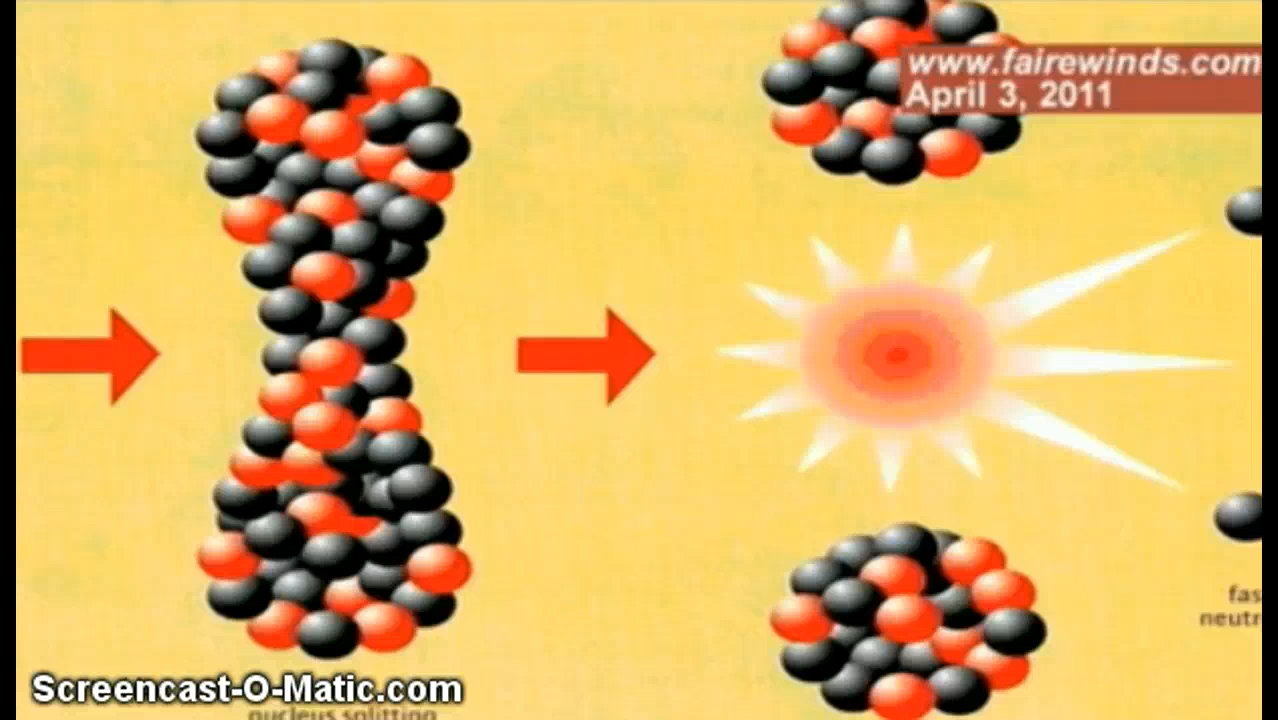 www.fairewinds.com
April 3, 2011
fas
neutr
Screencast-O-Matic.com
nucleus splitting